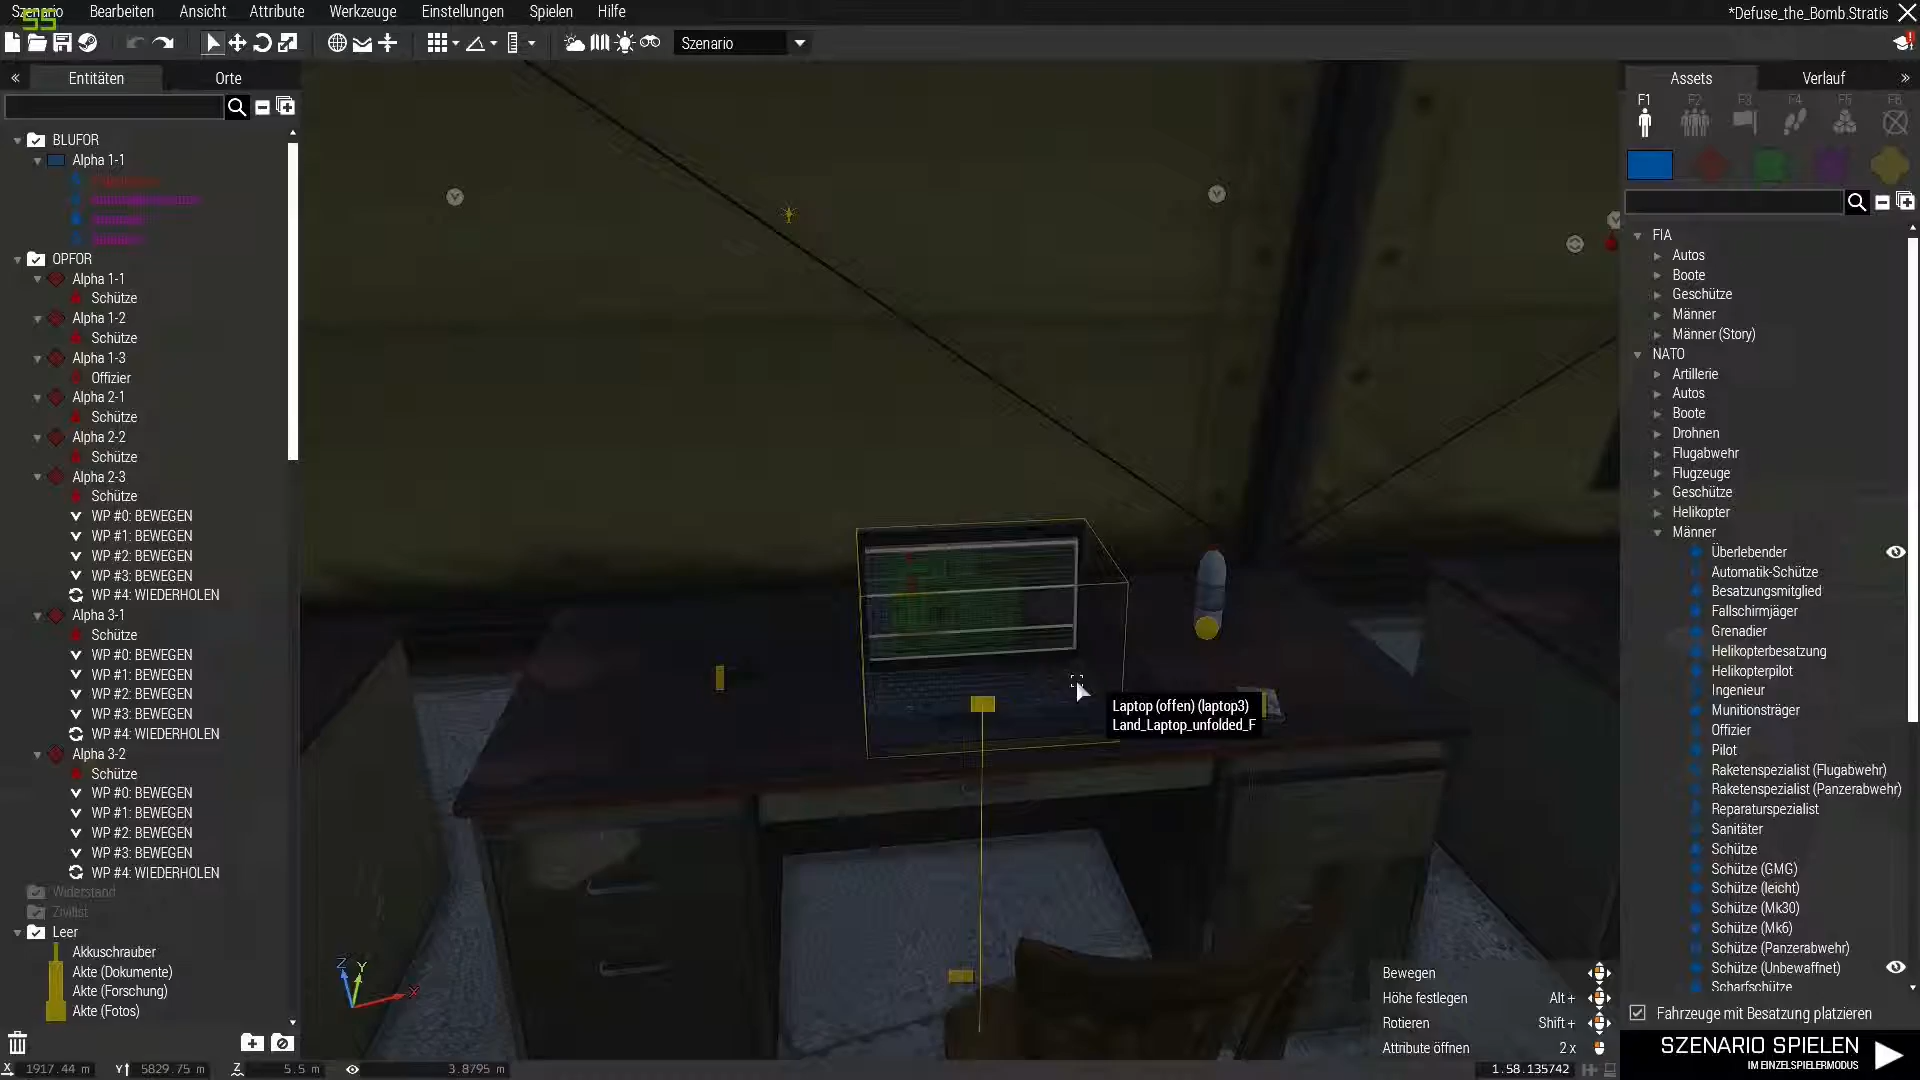 Szenario Bearbeiten Ansicht Attribute Werkzeuge Einstellungen Spielen Hilfe
55
*Defuse_the_Bomb.Stratis
Szenario
Entitäten Orte
BLUFOR
Alpha 1-1
OPFOR
Alpha 1-1
Schütze
Alpha 1-2
Schütze
Alpha 1-3
Offizier
Alpha 2-1
Schütze
Alpha 2-2
Schütze
Alpha 2-3
Schütze
WP #0: BEWEGEN
WP #1: BEWEGEN
WP #2: BEWEGEN
WP #3: BEWEGEN
WP #4: WIEDERHOLEN
Alpha 3-1
Schütze
WP #0: BEWEGEN
WP #1: BEWEGEN
WP #2: BEWEGEN
WP #3: BEWEGEN
WP #4: WIEDERHOLEN
Alpha 3-2
Schütze
WP #0: BEWEGEN
WP #1: BEWEGEN
WP #2: BEWEGEN
WP #3: BEWEGEN
WP #4: WIEDERHOLEN
Widerstand
Zivilist
Leer
Akkuschrauber
Akte (Dokumente)
Akte (Forschung)
Akte (Fotos)
Laptop (offen) (laptop3)
Land_Laptop_unfolded_F
Z Y X
Bewegen
Höhe festlegen Alt +
Rotieren Shift +
Attribute öffnen 2 x
X 1917.44 m Y 5829.75 m Z 5.5 m 3.8795 m
1.58.135742
Assets Verlauf
F1 F2 F3 F4 F5 F6
FIA
Autos
Boote
Geschütze
Männer
Männer (Story)
NATO
Artillerie
Autos
Boote
Drohnen
Flugabwehr
Flugzeuge
Geschütze
Helikopter
Männer
Überlebender
Automatik-Schütze
Besatzungsmitglied
Fallschirmjäger
Grenadier
Helikopterbesatzung
Helikopterpilot
Ingenieur
Munitionsträger
Offizier
Pilot
Raketenspezialist (Flugabwehr)
Raketenspezialist (Panzerabwehr)
Reparaturspezialist
Sanitäter
Schütze
Schütze (GMG)
Schütze (leicht)
Schütze (Mk30)
Schütze (Mk6)
Schütze (Panzerabwehr)
Schütze (Unbewaffnet)
Scharfschütze
Fahrzeuge mit Besatzung platzieren
SZENARIO SPIELEN
IM EINZELSPIELERMODUS